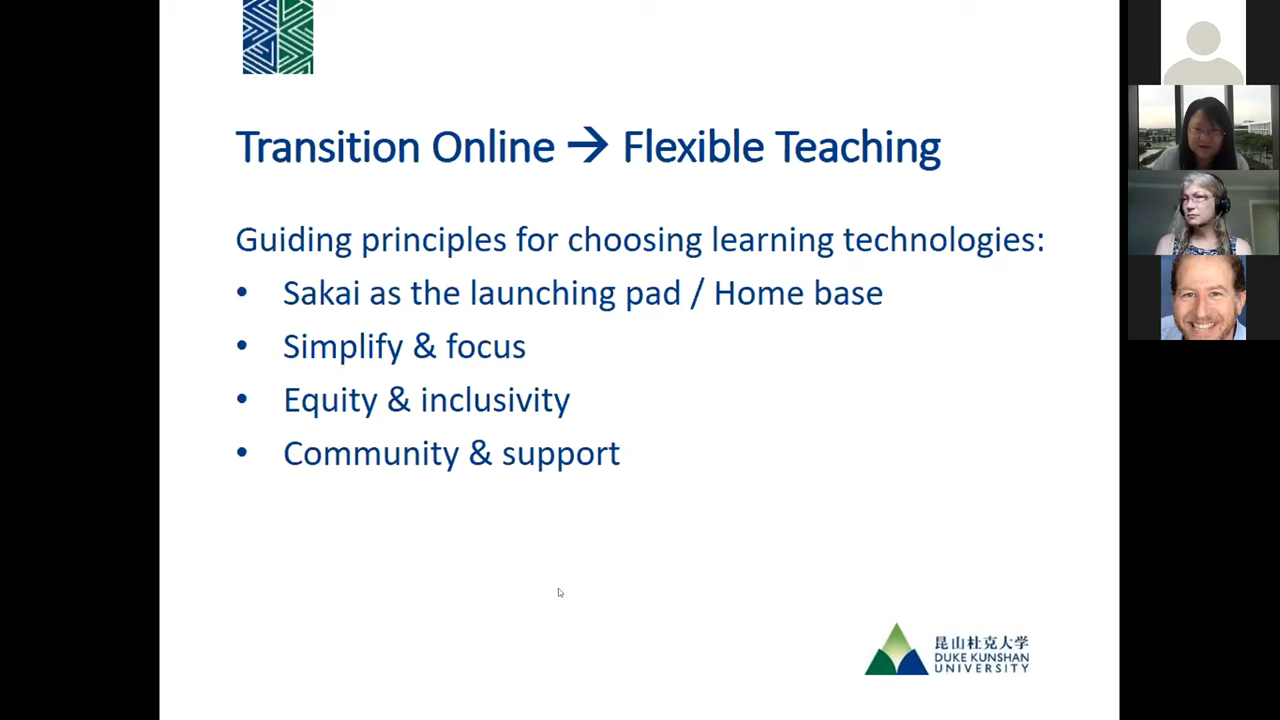 Transition Online → Flexible Teaching
Guiding principles for choosing learning technologies:
• Sakai as the launching pad / Home base
• Simplify & focus
• Equity & inclusivity
• Community & support
昆山杜克大学
DUKE KUNSHAN
UNIVERSITY